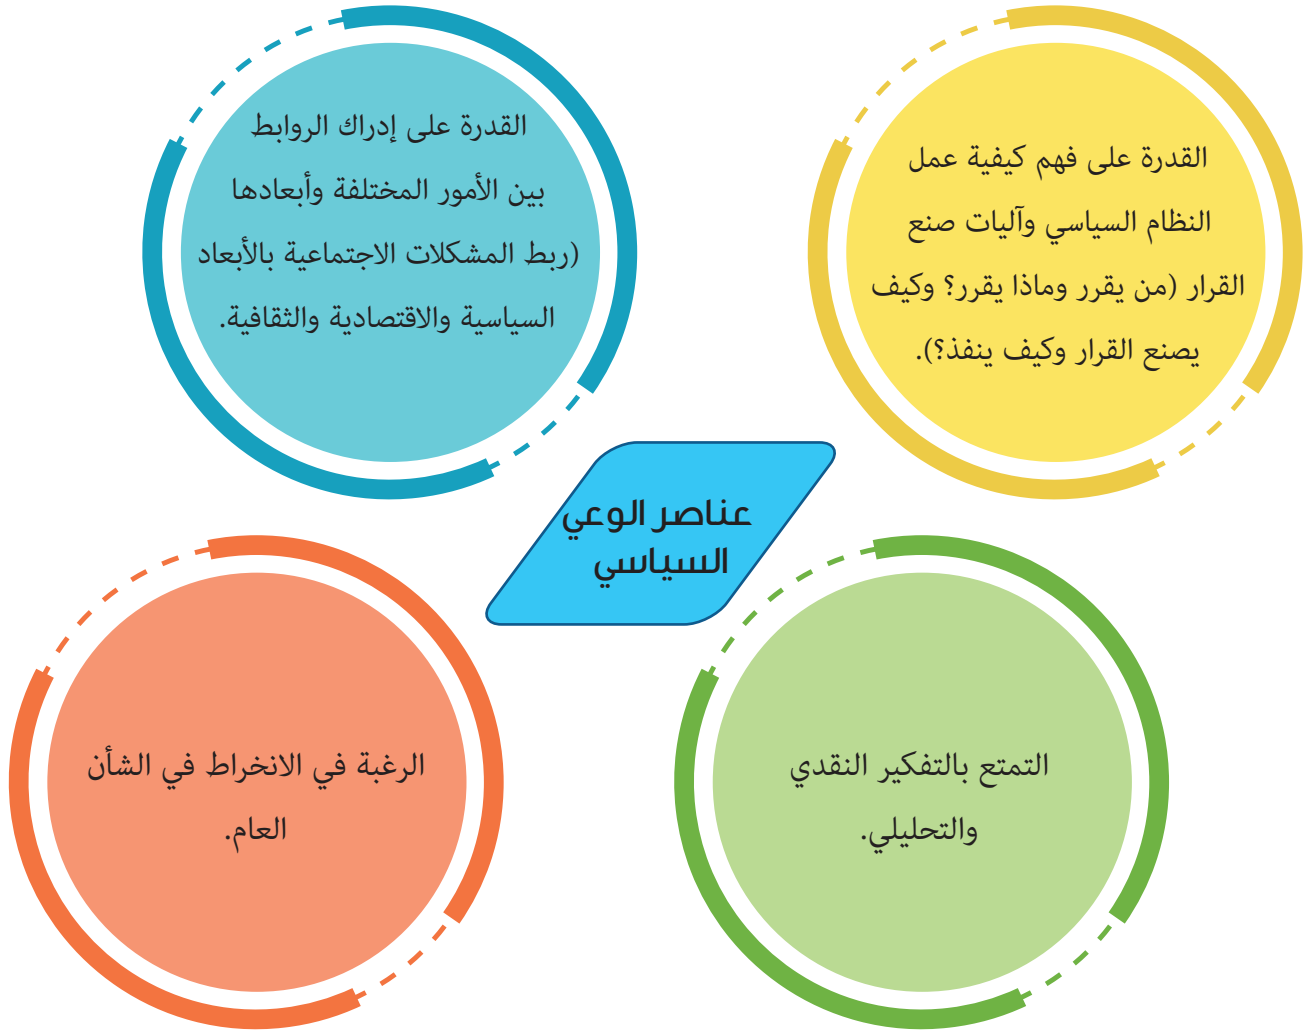 القدرة على فهم كيفية عمل
النظام السياسي وآليات صنع
القرار (من يقرر وماذا يقرر؟ وكيف
يصنع القرار وكيف ينفذ؟).
القدرة على إدراك الروابط
بين الأمور المختلفة وأبعادها
(ربط المشكلات الاجتماعية بالأبعاد
السياسية والاقتصادية والثقافية.
عناصر الوعي
السياسي
التمتع بالتفكير النقدي
والتحليلي.
الرغبة في الانخراط في الشأن
العام.